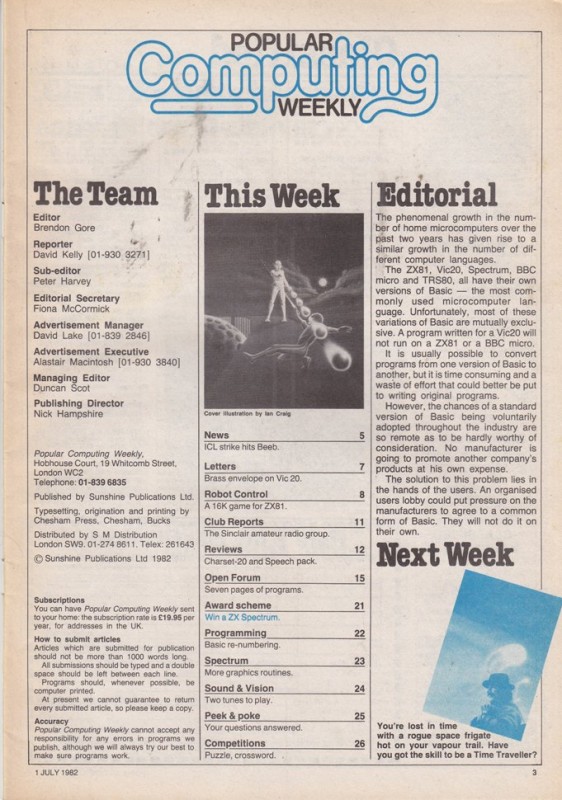 POPULAR
Computing
WEEKLY
The Team
Editor
Brendon Gore
Reporter
David Kelly [01-930 3271]
Sub-editor
Peter Harvey
Editorial Secretary
Fiona McCormick
Advertisement Manager
David Lake [01-839 2846]
Advertisement Executive
Alastair Macintosh [01-930 3840]
Managing Editor
Duncan Scot
Publishing Director
Nick Hampshire
Popular Computing Weekly,
Hobhouse Court, 19 Whitcomb Street,
London WC2
Telephone: 01-839 6835
Published by Sunshine Publications Ltd.
Typesetting, origination and printing by
Chesham Press, Chesham, Bucks
Distributed by S M Distribution
London SW9. 01-274 8611. Telex: 261643
© Sunshine Publications Ltd 1982
Subscriptions
You can have Popular Computing Weekly sent
to your home: the subscription rate is £19.95 per
year, for addresses in the UK.
How to submit articles
Articles which are submitted for publication
should not be more than 1000 words long.
All submissions should be typed and a double
space should be left between each line.
Programs should, whenever possible, be
computer printed.
At present we cannot guarantee to return
every submitted article, so please keep a copy.
Accuracy
Popular Computing Weekly cannot accept any
responsibility for any errors in programs we
publish, although we will always try our best to
make sure programs work.
This Week
Cover illustration by Ian Craig
News 5
ICL strike hits Beeb.
Letters 7
Brass envelope on Vic 20.
Robot Control 8
A 16K game for ZX81.
Club Reports 11
The Sinclair amateur radio group.
Reviews 12
Charset-20 and Speech pack.
Open Forum 15
Seven pages of programs.
Award scheme 21
Win a ZX Spectrum.
Programming 22
Basic re-numbering.
Spectrum 23
More graphics routines.
Sound & Vision 24
Two tunes to play.
Peek & poke 25
Your questions answered.
Competitions 26
Puzzle, crossword.
Editorial
The phenomenal growth in the num-
ber of home microcomputers over the
past two years has given rise to a
similar growth in the number of dif-
ferent computer languages.
The ZX81, Vic20, Spectrum, BBC
micro and TRS80, all have their own
versions of Basic — the most com-
monly used microcomputer lan-
guage. Unfortunately, most of these
variations of Basic are mutually exclu-
sive. A program written for a Vic20 will
not run on a ZX81 or a BBC micro.
It is usually possible to convert
programs from one version of Basic to
another, but it is time consuming and a
waste of effort that could better be put
to writing original programs.
However, the chances of a standard
version of Basic being voluntarily
adopted throughout the industry are
so remote as to be hardly worthy of
consideration. No manufacturer is
going to promote another company's
products at his own expense.
The solution to this problem lies in
the hands of the users. An organised
users lobby could put pressure on the
manufacturers to agree to a common
form of Basic. They will not do it on
their own.
Next Week
You're lost in time
with a rogue space frigate
hot on your vapour trail. Have
you got the skill to be a Time Traveller?
1 JULY 1982
3